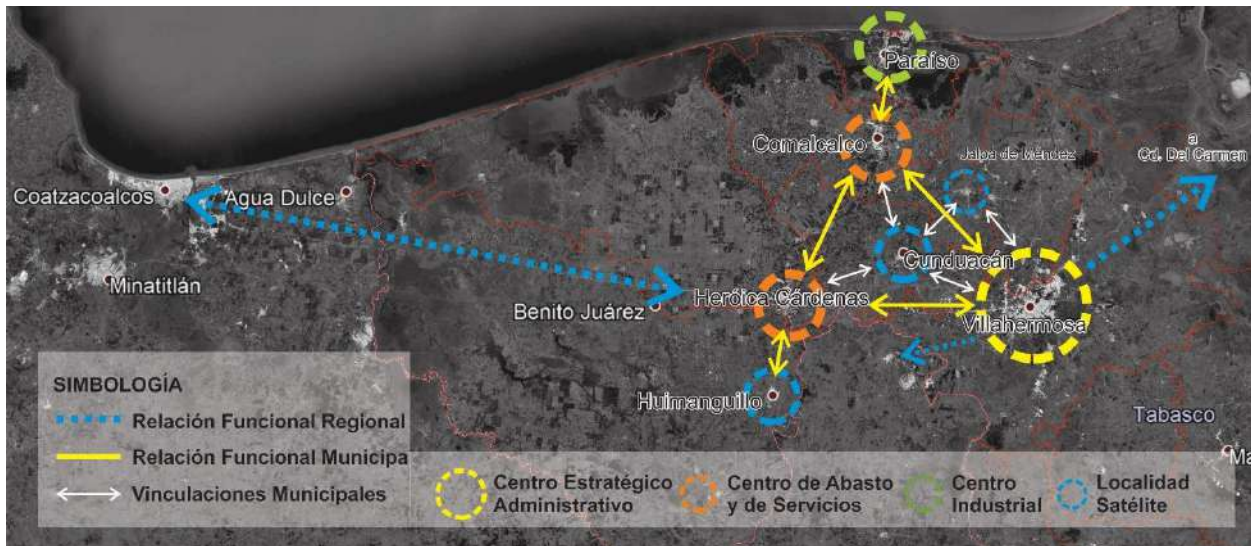 Paraíso
Comalcalco
a
Cd. Del Carmen
Jalpa de Méndez
Coatzacoalcos
Agua Dulce
Cunduacán
Minatitlán
Heróica Cárdenas
Benito Juárez
Villahermosa
Huimanguillo
Tabasco
Ma
SIMBOLOGÍA
Relación Funcional Regional
Relación Funcional Municipa
Vinculaciones Municipales
Centro Estratégico
Administrativo
Centro de Abasto
y de Servicios
Centro
Industrial
Localidad
Satélite